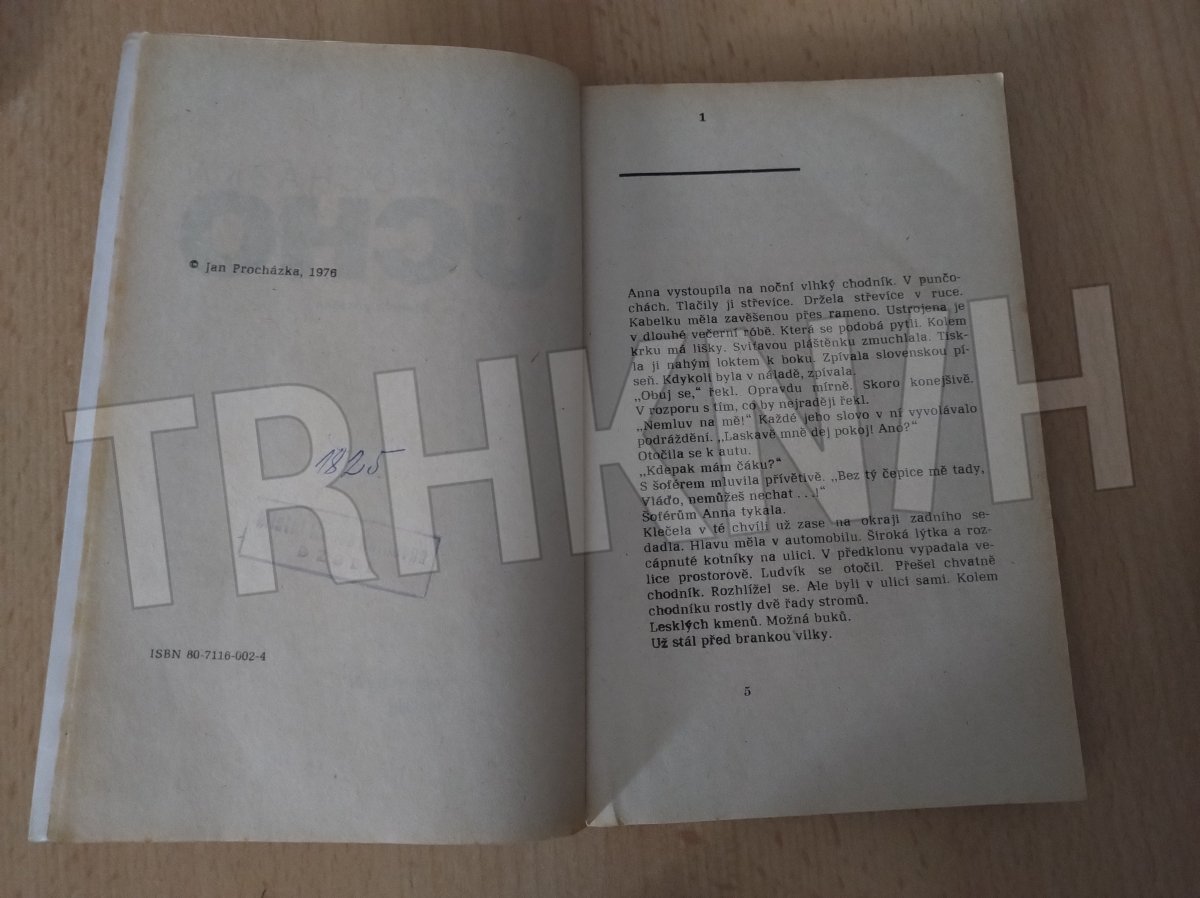 © Jan Procházka, 1976
1825
ISBN 80-7116-002-4
1
Anna vystoupila na noční vlhký chodník. V punčo-
chách. Tlačily ji střevíce. Držela střevíce v ruce.
Kabelku měla zavěšenou přes rameno. Ustrojena je
v dlouhé večerní róbě. Která se podobá pytli. Kolem
krku má lišky. Svítavou pláštěnku zmuchlala. Tisk-
la ji nahým loktem k boku. Zpívala slovenskou pí-
seň. Kdykoli byla v náladě, zpívala.
„Obuj se,“ řekl. Opravdu mírně. Skoro konejšivě.
V rozporu s tím, co by nejraději řekl.
„Nemluv na mě!“ Každé jeho slovo v ní vyvolávalo
podráždění. „Laskavě mně dej pokoj! Ano?“
Otočila se k autu.
„Kdepak mám čáku?“
S šoférem mluvila přívětivě. „Bez tý čepice mě tady,
Vláďo, nemůžeš nechat . . .!“
Šoférům Anna tykala.
Klečela v té chvíli už zase na okraji zadního se-
dadla. Hlavu měla v automobilu. Široká lýtka a roz-
cápnuté kotníky na ulici. V předklonu vypadala ve-
lice prostorově. Ludvík se otočil. Přešel chvatně
chodník. Rozhlížel se. Ale byli v ulici sami. Kolem
chodníku rostly dvě řady stromů.
Lesklých kmenů. Možná buků.
Už stál před brankou vilky.
5
TRHKNIH